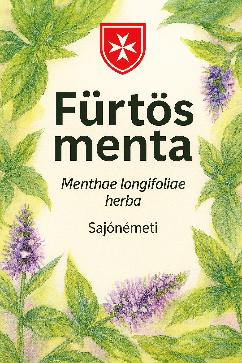 Fürtös
menta
Menthae longifoliae
herba
Sajónémeti